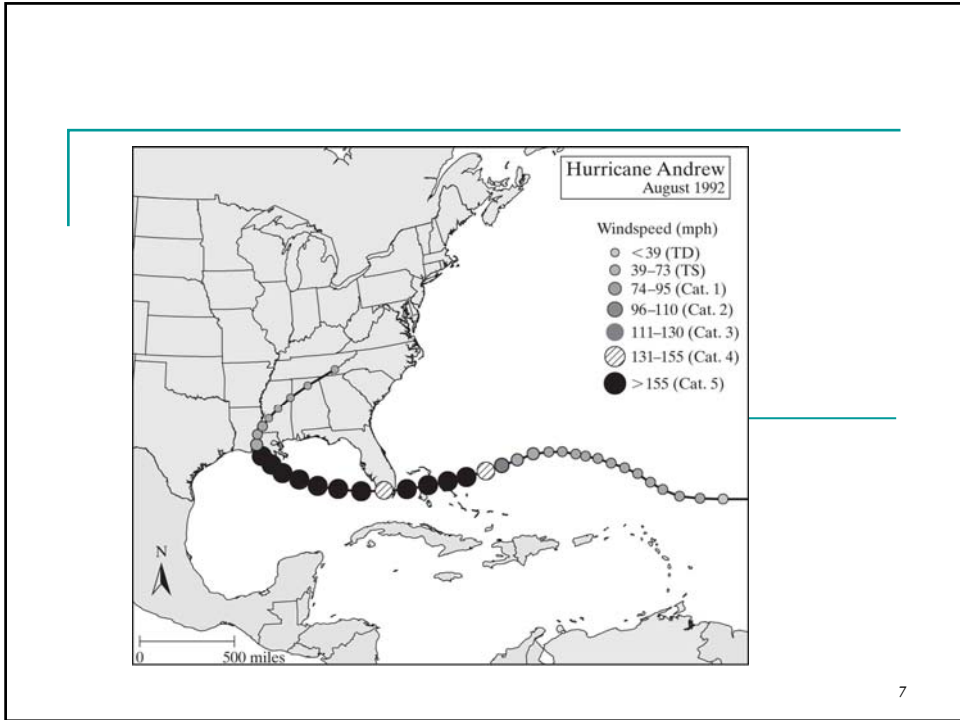 Hurricane Andrew
August 1992
Windspeed (mph)
<39 (TD)
39–73 (TS)
74–95 (Cat. 1)
96–110 (Cat. 2)
111–130 (Cat. 3)
131–155 (Cat. 4)
>155 (Cat. 5)
N
0 500 miles
7